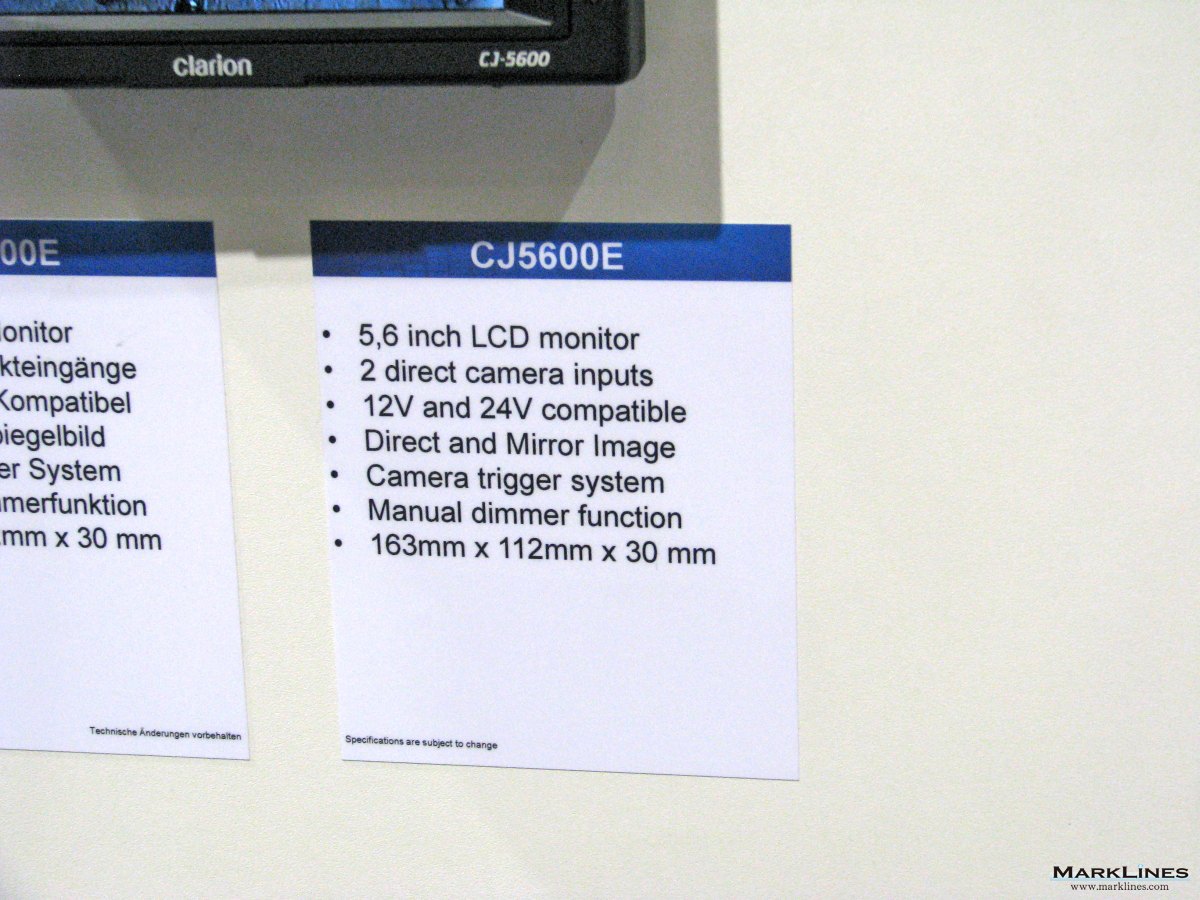 clarion
CJ-5600
00E
onitor
kteingänge
Kompatibel
iegelbild
er System
merfunktion
mm x 30 mm
Technische Änderungen vorbehalten
CJ5600E
• 5,6 inch LCD monitor
• 2 direct camera inputs
• 12V and 24V compatible
• Direct and Mirror Image
• Camera trigger system
• Manual dimmer function
• 163mm x 112mm x 30 mm
Specifications are subject to change
MARKLINES
www.marklines.com